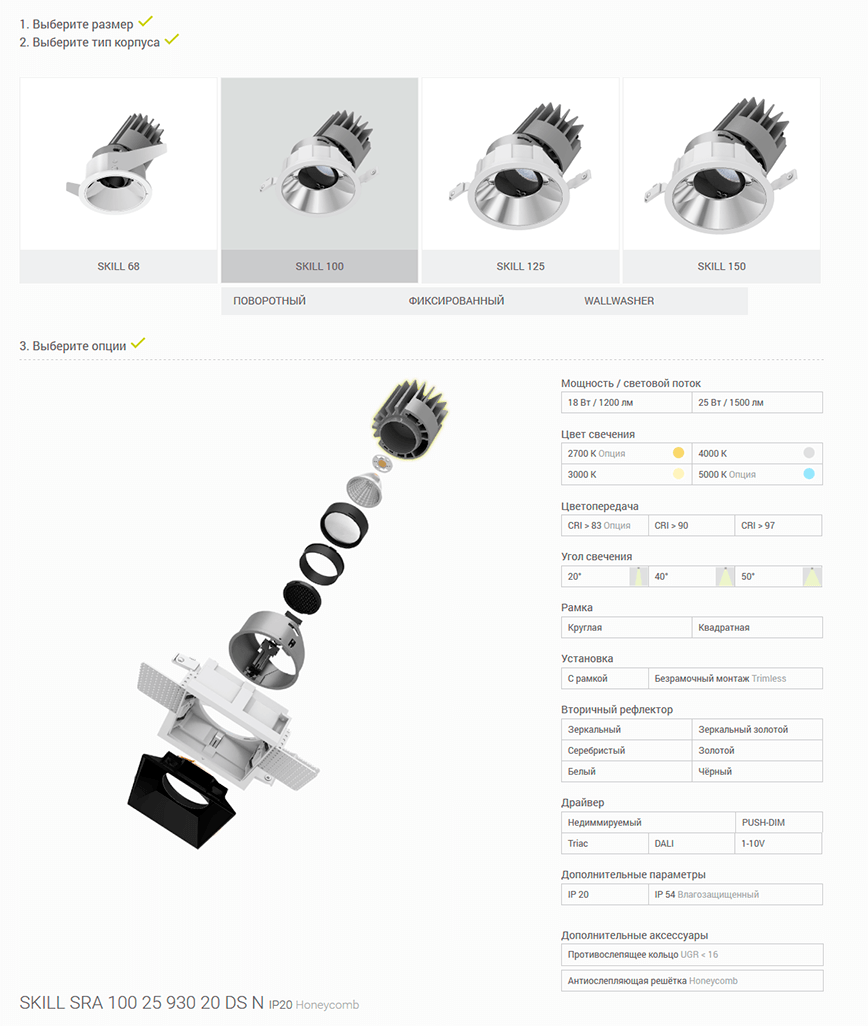 1. Выберите размер
2. Выберите тип корпуса
SKILL 68
SKILL 100
SKILL 125
SKILL 150
ПОВОРОТНЫЙ
ФИКСИРОВАННЫЙ
WALLWASHER
3. Выберите опции
Мощность / световой поток
18 Вт / 1200 лм
25 Вт / 1500 лм
Цвет свечения
2700 К Опция
4000 К
3000 К
5000 К Опция
Цветопередача
CRI > 83 Опция
CRI > 90
CRI > 97
Угол свечения
20°
40°
50°
Рамка
Круглая
Квадратная
Установка
С рамкой
Безрамочный монтаж Trimless
Вторичный рефлектор
Зеркальный
Зеркальный золотой
Серебристый
Золотой
Белый
Чёрный
Драйвер
Недиммируемый
PUSH-DIM
Triac
DALI
1-10V
Дополнительные параметры
IP 20
IP 54 Влагозащищенный
Дополнительные аксессуары
Противослепящее кольцо UGR < 16
Антиослепляющая решётка Honeycomb
SKILL SRA 100 25 930 20 DS N IP20 Honeycomb